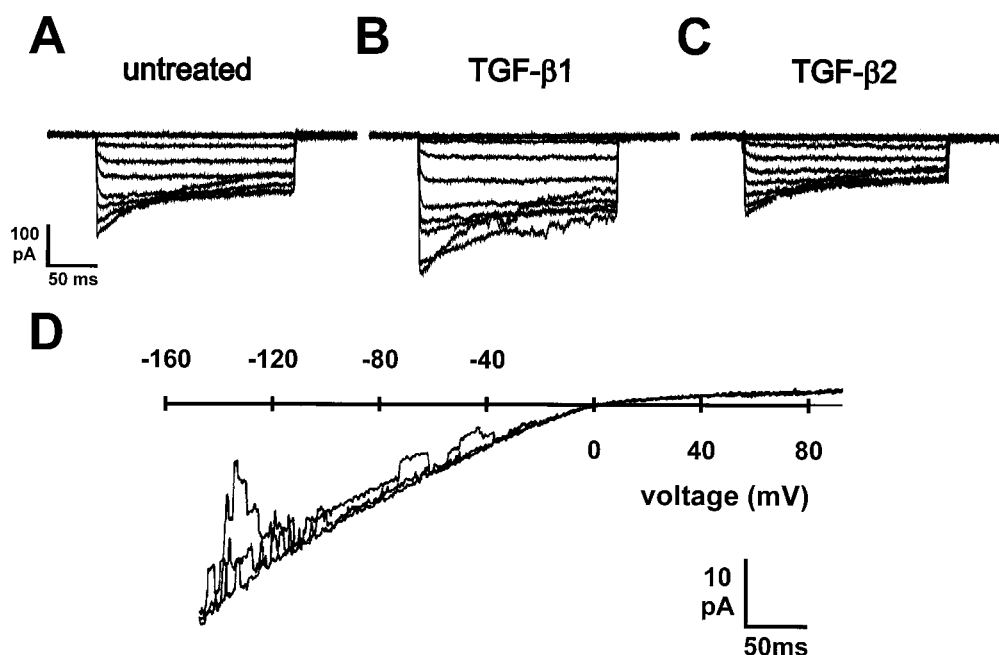 A
B
C
untreated
TGF-β1
TGF-β2
100
pA
50 ms
D
-160
-120
-80
-40
0
40
80
voltage (mV)
10
pA
50ms